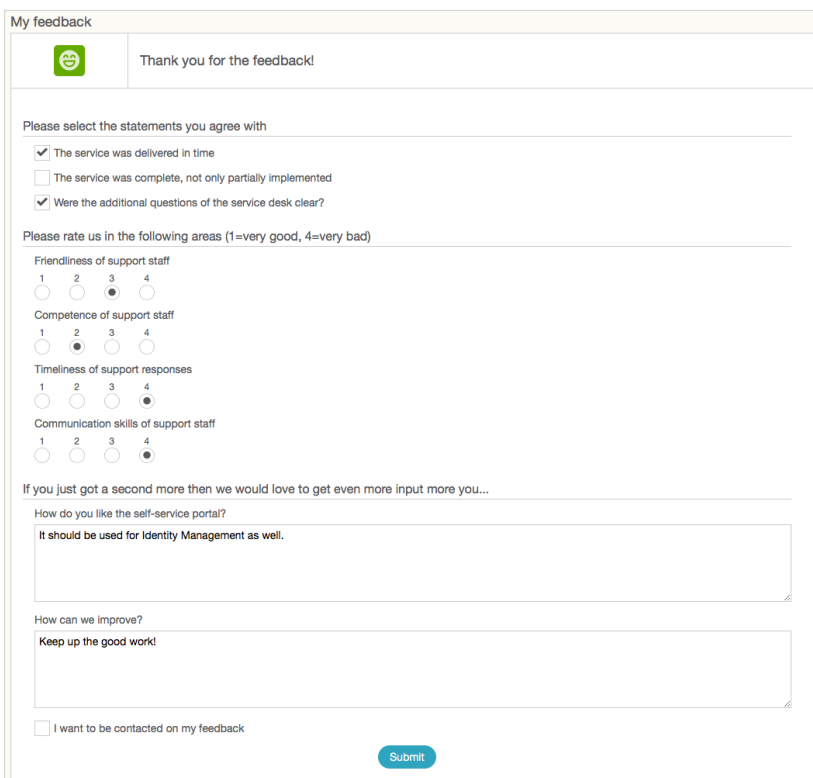 My feedback
Thank you for the feedback!
Please select the statements you agree with
The service was delivered in time
The service was complete, not only partially implemented
Were the additional questions of the service desk clear?
Please rate us in the following areas (1=very good, 4=very bad)
Friendliness of support staff
1 2 3 4
Competence of support staff
1 2 3 4
Timeliness of support responses
1 2 3 4
Communication skills of support staff
1 2 3 4
If you just got a second more then we would love to get even more input more you...
How do you like the self-service portal?
It should be used for Identity Management as well.
How can we improve?
Keep up the good work!
I want to be contacted on my feedback
Submit